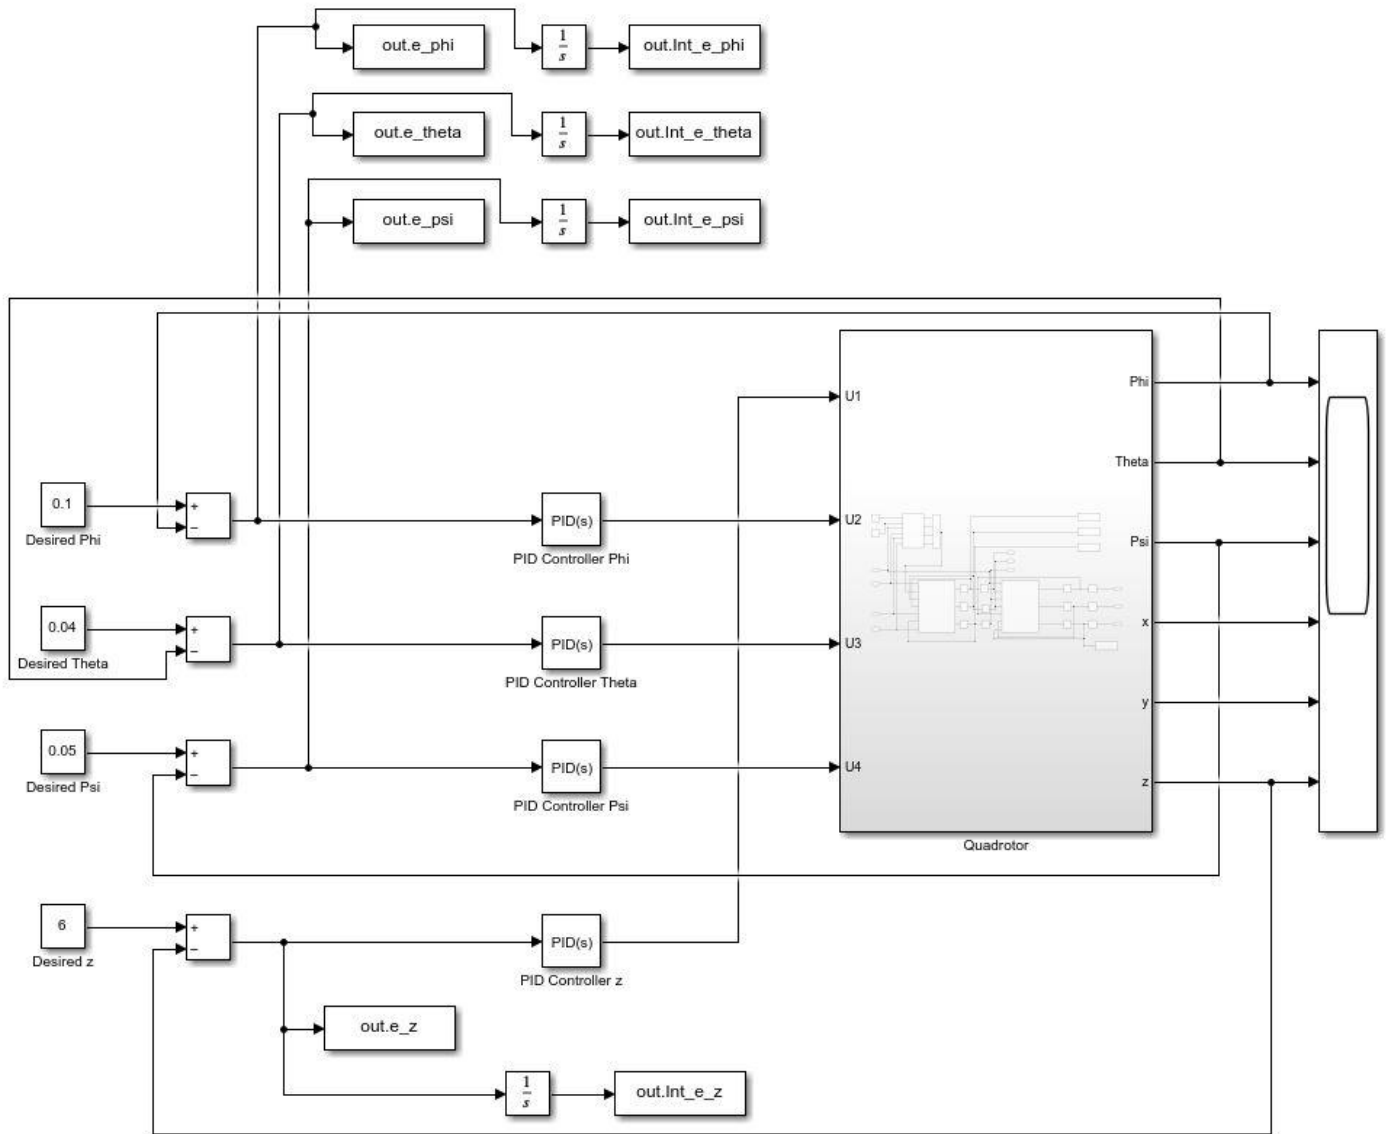 out.e_phi
1
s
out.Int_e_phi
out.e_theta
1
s
out.Int_e_theta
out.e_psi
1
s
out.Int_e_psi
Phi
U1
Theta
0.1
+
−
Desired Phi
PID(s)
PID Controller Phi
U2
Psi
0.04
+
−
Desired Theta
PID(s)
PID Controller Theta
U3
x
y
0.05
+
−
Desired Psi
PID(s)
PID Controller Psi
U4
z
Quadrotor
6
+
−
Desired z
PID(s)
PID Controller z
out.e_z
1
s
out.Int_e_z